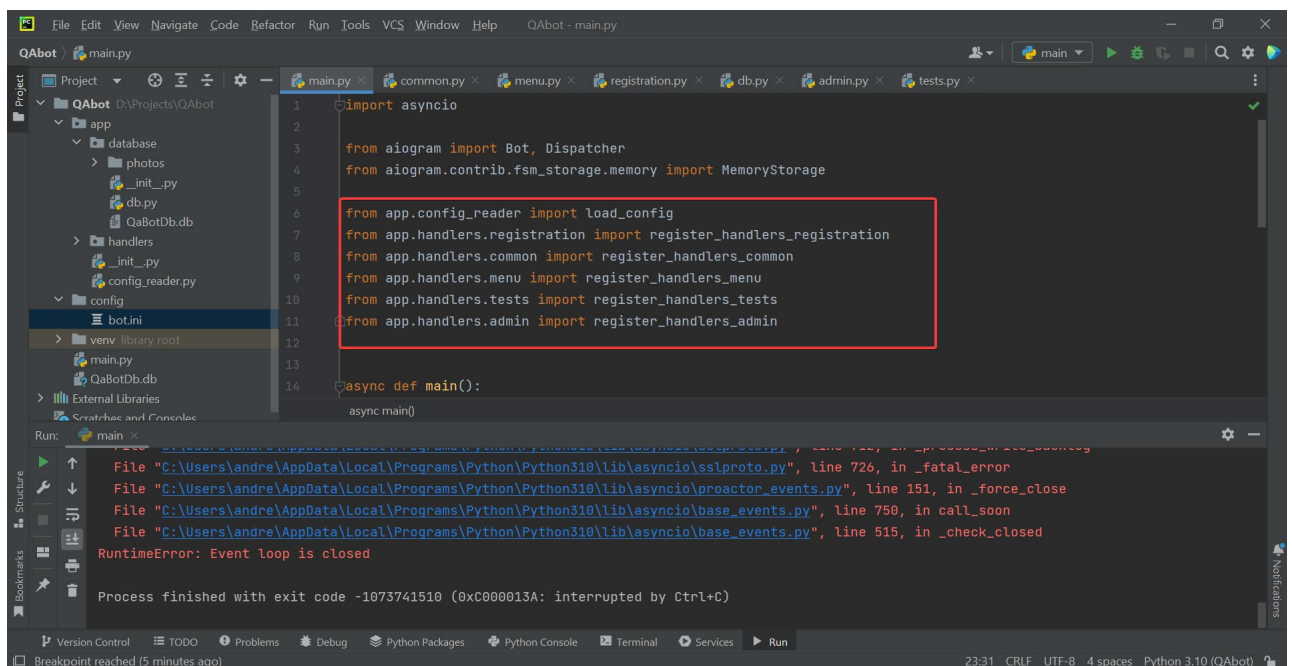 File Edit View Navigate Code Refactor Run Tools VCS Window Help QAbot - main.py
QAbot main.py main
Project
Project main.py common.py menu.py registration.py db.py admin.py tests.py
QAbot D:\Projects\QAbot
app
database
photos
__init__.py
db.py
QaBotDb.db
handlers
__init__.py
config_reader.py
config
bot.ini
venv library root
main.py
QaBotDb.db
External Libraries
Scratches and Consoles
1 import asyncio
2
3 from aiogram import Bot, Dispatcher
4 from aiogram.contrib.fsm_storage.memory import MemoryStorage
5
6 from app.config_reader import load_config
7 from app.handlers.registration import register_handlers_registration
8 from app.handlers.common import register_handlers_common
9 from app.handlers.menu import register_handlers_menu
10 from app.handlers.tests import register_handlers_tests
11 from app.handlers.admin import register_handlers_admin
12
13
14 async def main():
async main()
Run: main
File "C:\Users\andre\AppData\Local\Programs\Python\Python310\lib\asyncio\sslproto.py", line 726, in _fatal_error
File "C:\Users\andre\AppData\Local\Programs\Python\Python310\lib\asyncio\proactor_events.py", line 151, in _force_close
File "C:\Users\andre\AppData\Local\Programs\Python\Python310\lib\asyncio\base_events.py", line 750, in call_soon
File "C:\Users\andre\AppData\Local\Programs\Python\Python310\lib\asyncio\base_events.py", line 515, in _check_closed
RuntimeError: Event loop is closed
Process finished with exit code -1073741510 (0xC000013A: interrupted by Ctrl+C)
Structure
Bookmarks
Notifications
Version Control TODO Problems Debug Python Packages Python Console Terminal Services Run
Breakpoint reached (5 minutes ago) 23:31 CRLF UTF-8 4 spaces Python 3.10 (QAbot)